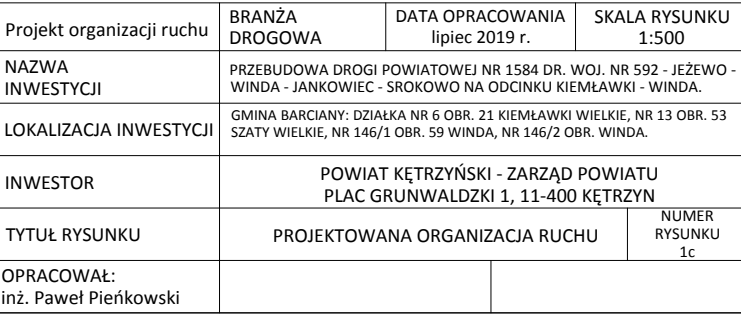 Projekt organizacji ruchu
BRANŻA
DROGOWA
DATA OPRACOWANIA
lipiec 2019 r.
SKALA RYSUNKU
1:500
NAZWA
INWESTYCJI
PRZEBUDOWA DROGI POWIATOWEJ NR 1584 DR. WOJ. NR 592 - JEŻEWO -
WINDA - JANKOWIEC - SROKOWO NA ODCINKU KIEMŁAWKI - WINDA.
LOKALIZACJA INWESTYCJI
GMINA BARCIANY: DZIAŁKA NR 6 OBR. 21 KIEMŁAWKI WIELKIE, NR 13 OBR. 53
SZATY WIELKIE, NR 146/1 OBR. 59 WINDA, NR 146/2 OBR. WINDA.
INWESTOR
POWIAT KĘTRZYŃSKI - ZARZĄD POWIATU
PLAC GRUNWALDZKI 1, 11-400 KĘTRZYN
TYTUŁ RYSUNKU
PROJEKTOWANA ORGANIZACJA RUCHU
NUMER
RYSUNKU
1c
OPRACOWAŁ:
inż. Paweł Pieńkowski